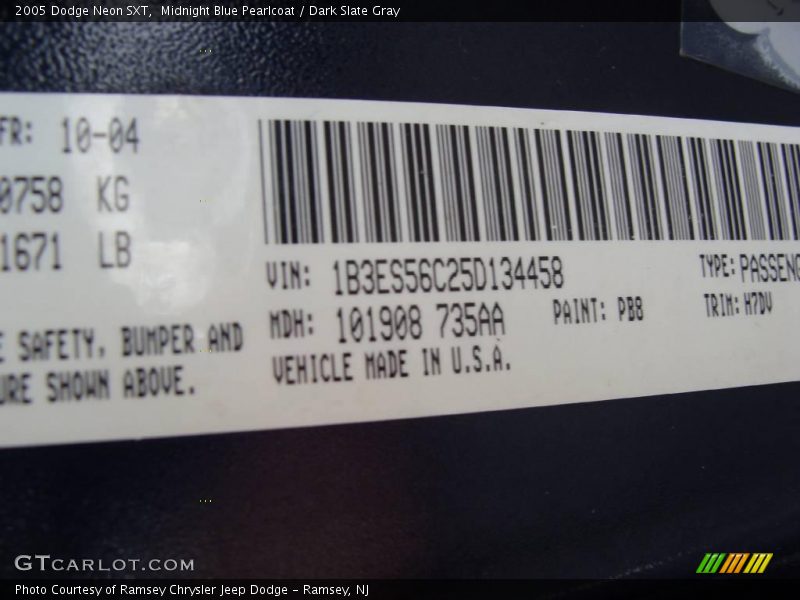 2005 Dodge Neon SXT, Midnight Blue Pearlcoat / Dark Slate Gray
FR: 10-04
0758 KG
1671 LB
VIN: 1B3ES56C25D134458
TYPE: PASSENG
MDH: 101908 735AA
PAINT: PB8
TRIM: H7DV
E SAFETY, BUMPER AND
URE SHOWN ABOVE.
VEHICLE MADE IN U.S.A.
GTCARLOT.COM
Photo Courtesy of Ramsey Chrysler Jeep Dodge - Ramsey, NJ